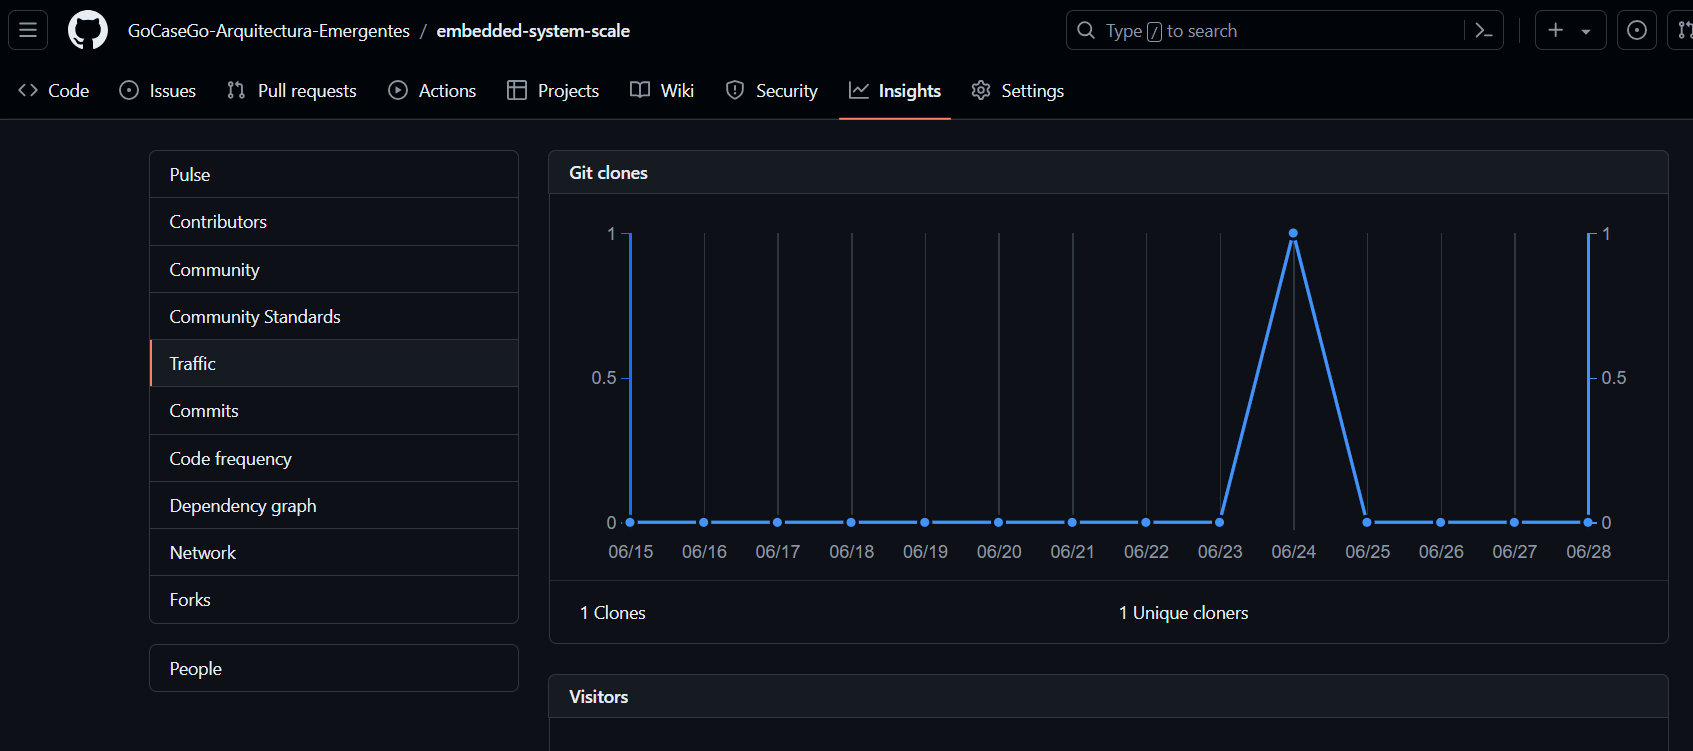 GoCaseGo-Arquitectura-Emergentes / embedded-system-scale
Type / to search
Code Issues Pull requests Actions Projects Wiki Security Insights Settings
Pulse
Contributors
Community
Community Standards
Traffic
Commits
Code frequency
Dependency graph
Network
Forks
People
Git clones
1 1
0.5 0.5
0 0
06/15 06/16 06/17 06/18 06/19 06/20 06/21 06/22 06/23 06/24 06/25 06/26 06/27 06/28
1 Clones 1 Unique cloners
Visitors